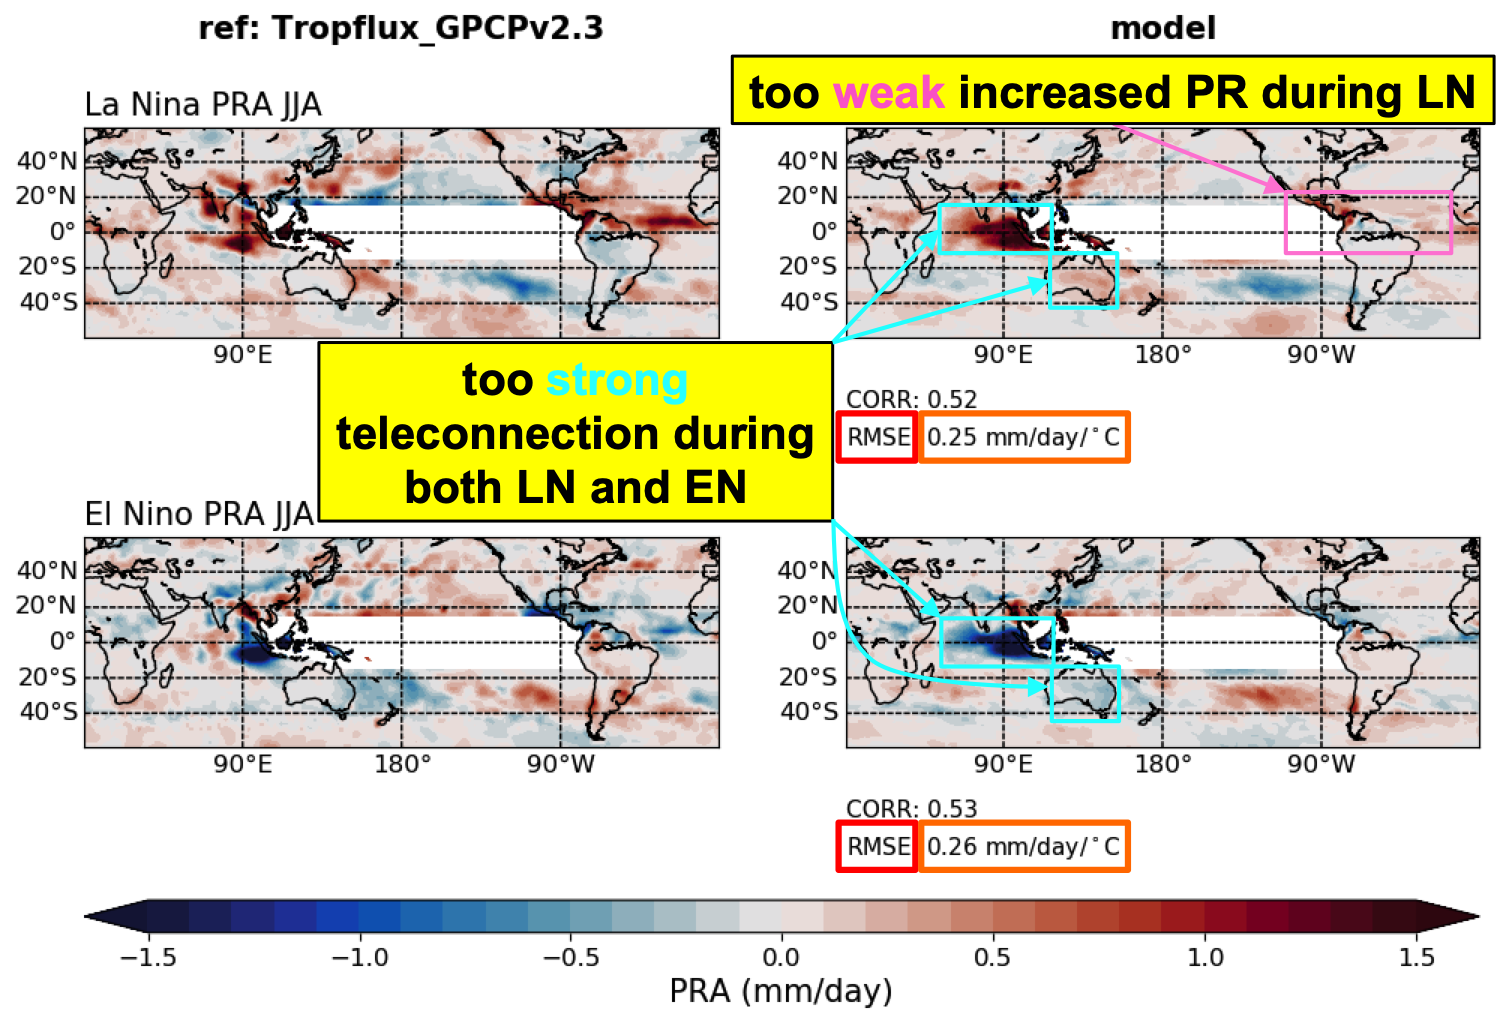 ref: Tropflux_GPCPv2.3
model
too weak increased PR during LN
La Nina PRA JJA
40°N
20°N
0°
20°S
40°S
90°E
180°
90°W
40°N
20°N
0°
20°S
40°S
90°E
180°
90°W
CORR: 0.52
RMSE 0.25 mm/day/˚C
too strong
teleconnection during
both LN and EN
El Nino PRA JJA
40°N
20°N
0°
20°S
40°S
90°E
180°
90°W
40°N
20°N
0°
20°S
40°S
90°E
180°
90°W
CORR: 0.53
RMSE 0.26 mm/day/˚C
−1.5
−1.0
−0.5
0.0
0.5
1.0
1.5
PRA (mm/day)